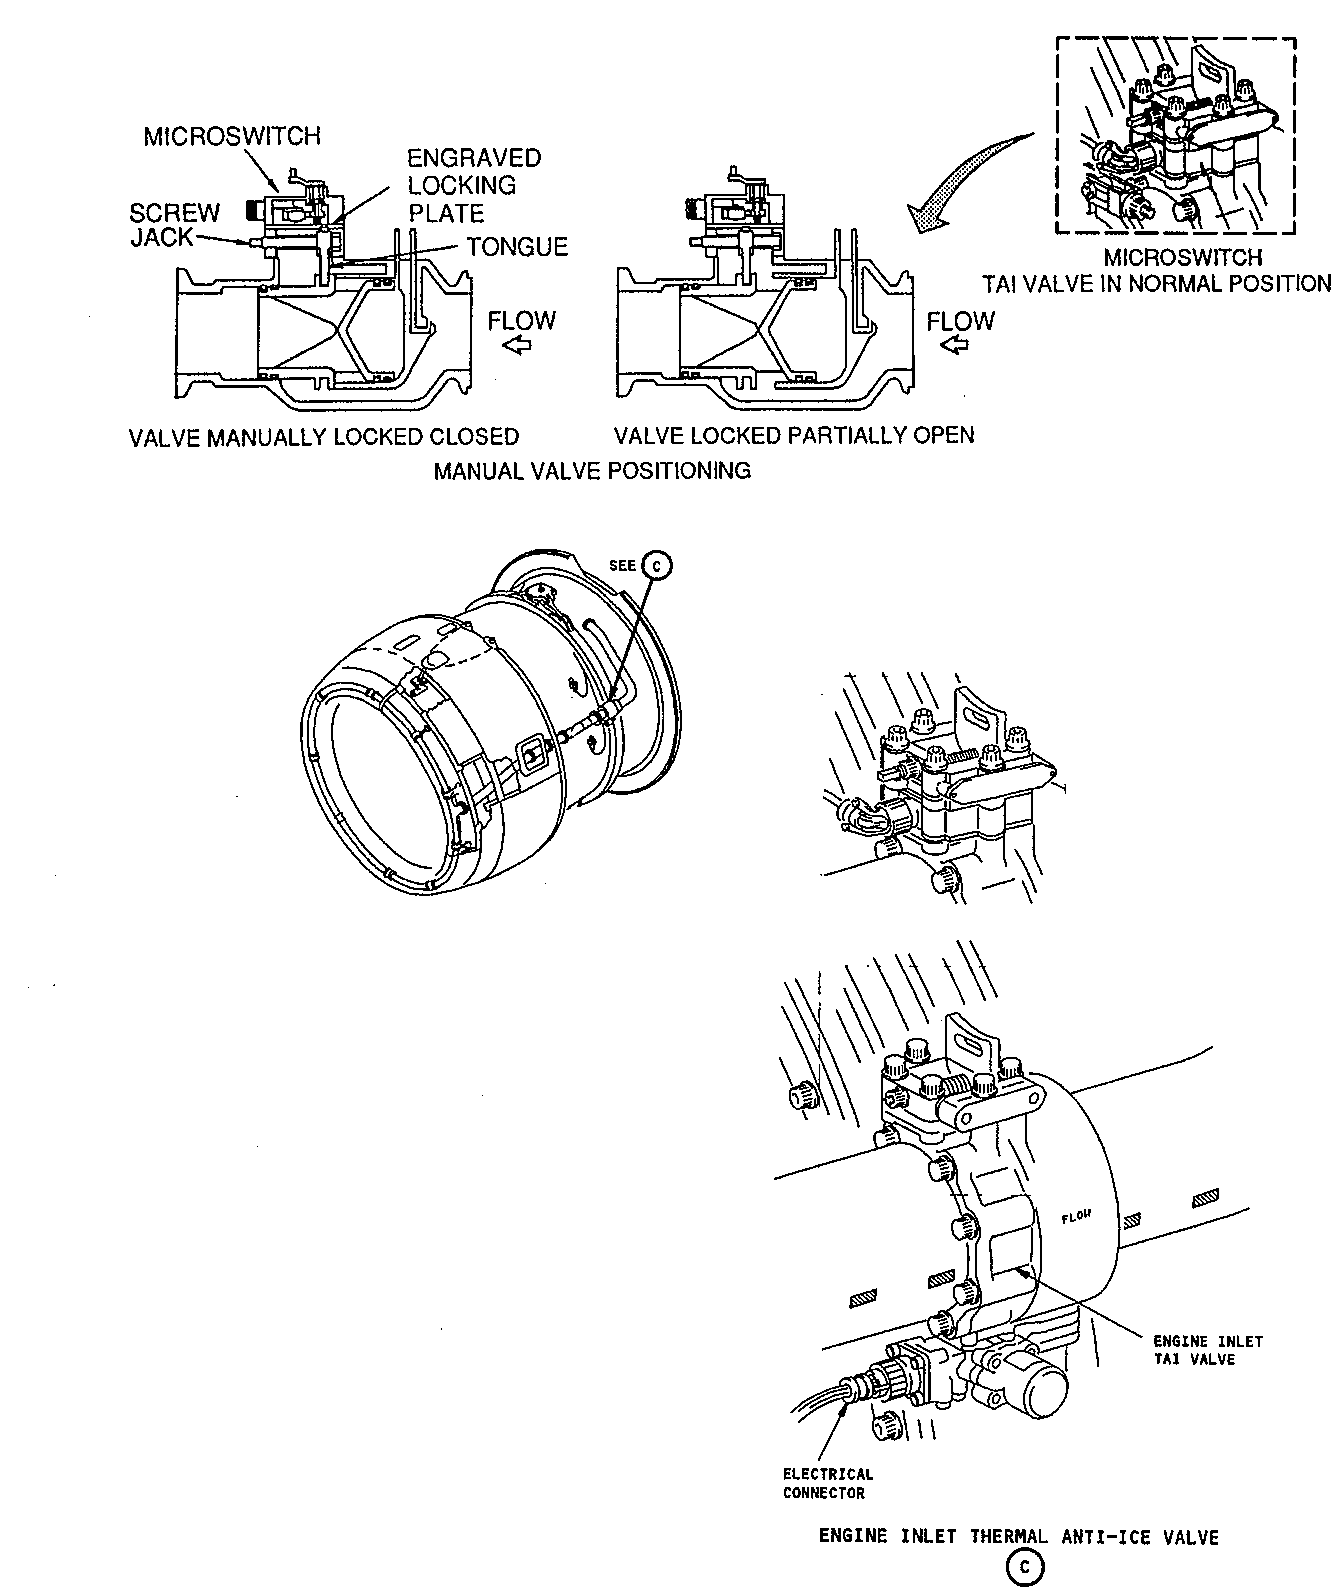 MICROSWITCH
ENGRAVED
LOCKING
PLATE
SCREW
JACK
TONGUE
FLOW
VALVE MANUALLY LOCKED CLOSED
FLOW
VALVE LOCKED PARTIALLY OPEN
MANUAL VALVE POSITIONING
MICROSWITCH
TAI VALVE IN NORMAL POSITION
SEE C
FLOW
ENGINE INLET
TAI VALVE
ELECTRICAL
CONNECTOR
ENGINE INLET THERMAL ANTI-ICE VALVE
C